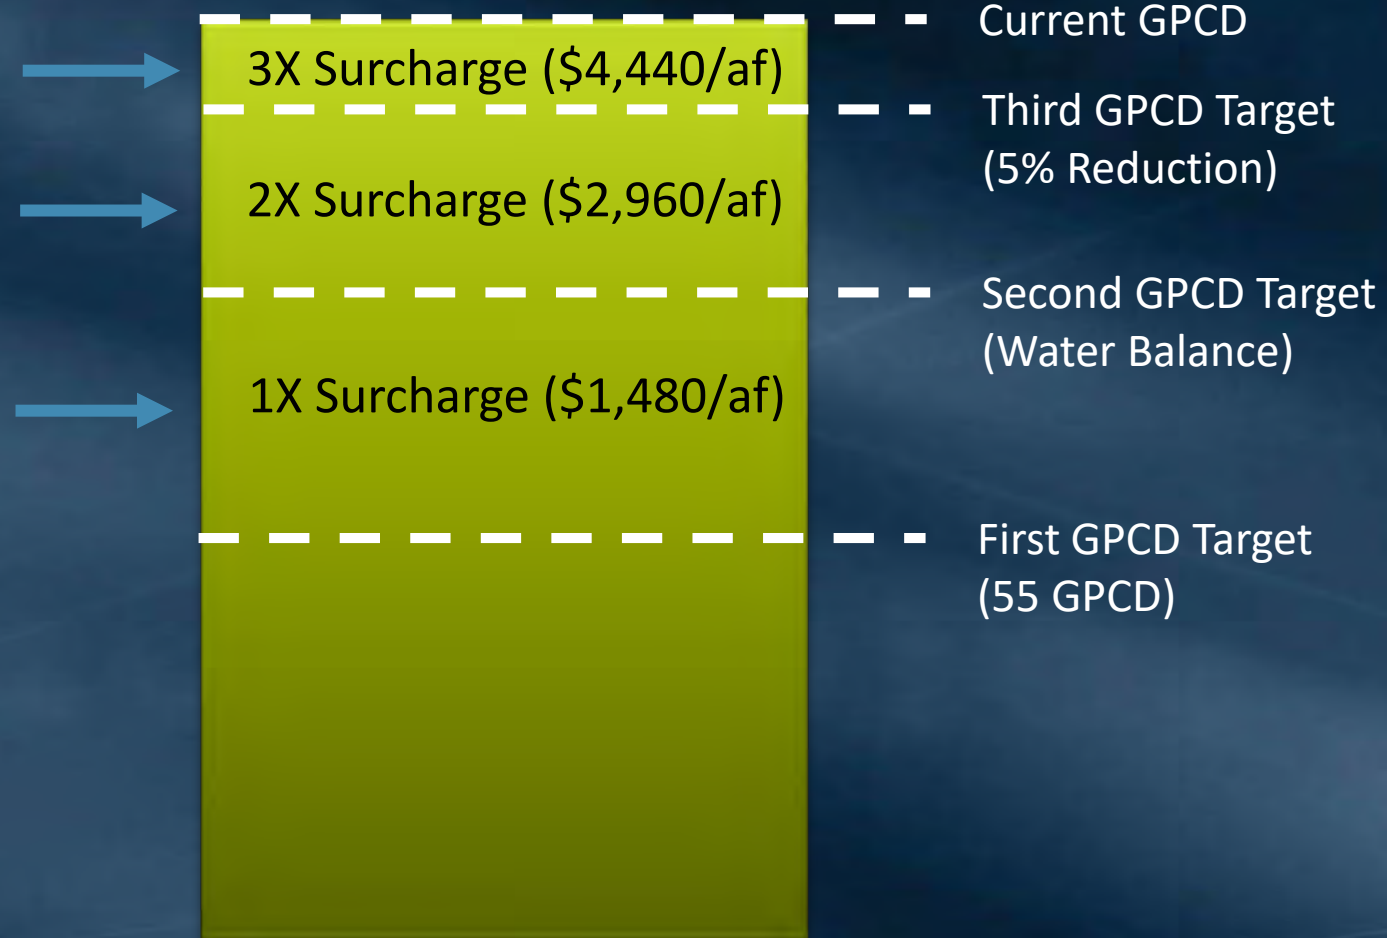 Current GPCD
3X Surcharge ($4,440/af)
Third GPCD Target
(5% Reduction)
2X Surcharge ($2,960/af)
Second GPCD Target
(Water Balance)
1X Surcharge ($1,480/af)
First GPCD Target
(55 GPCD)